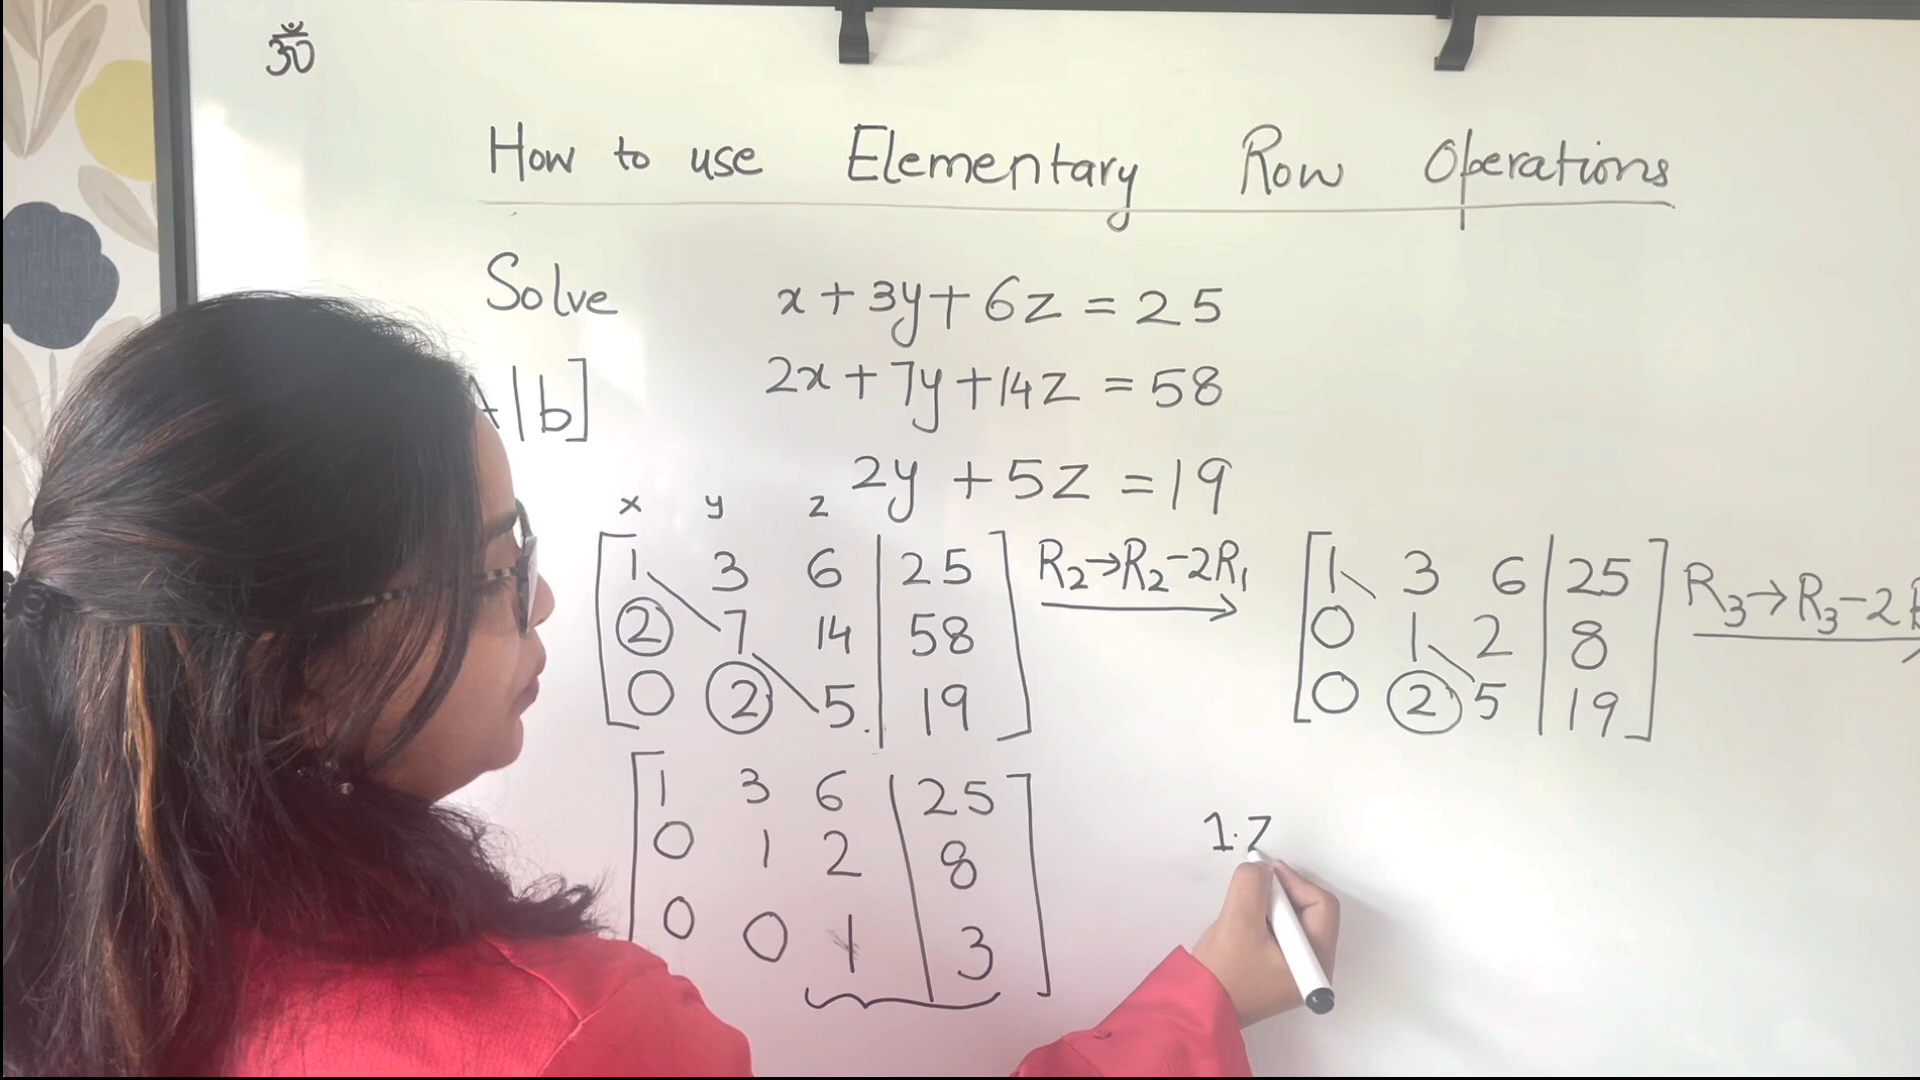 ॐ
How to use Elementary Row Operations
Solve x + 3y + 6z = 25
|b] 2x + 7y + 14z = 58
2y + 5z = 19
x y z
1 3 6 | 25 R₂→R₂-2R₁ 1 3 6 | 25 R₃→R₃-2R
2 7 14 | 58 0 1 2 | 8
0 2 5 | 19 0 2 5 | 19
1 3 6 | 25
0 1 2 | 8 1·z
0 0 1 | 3